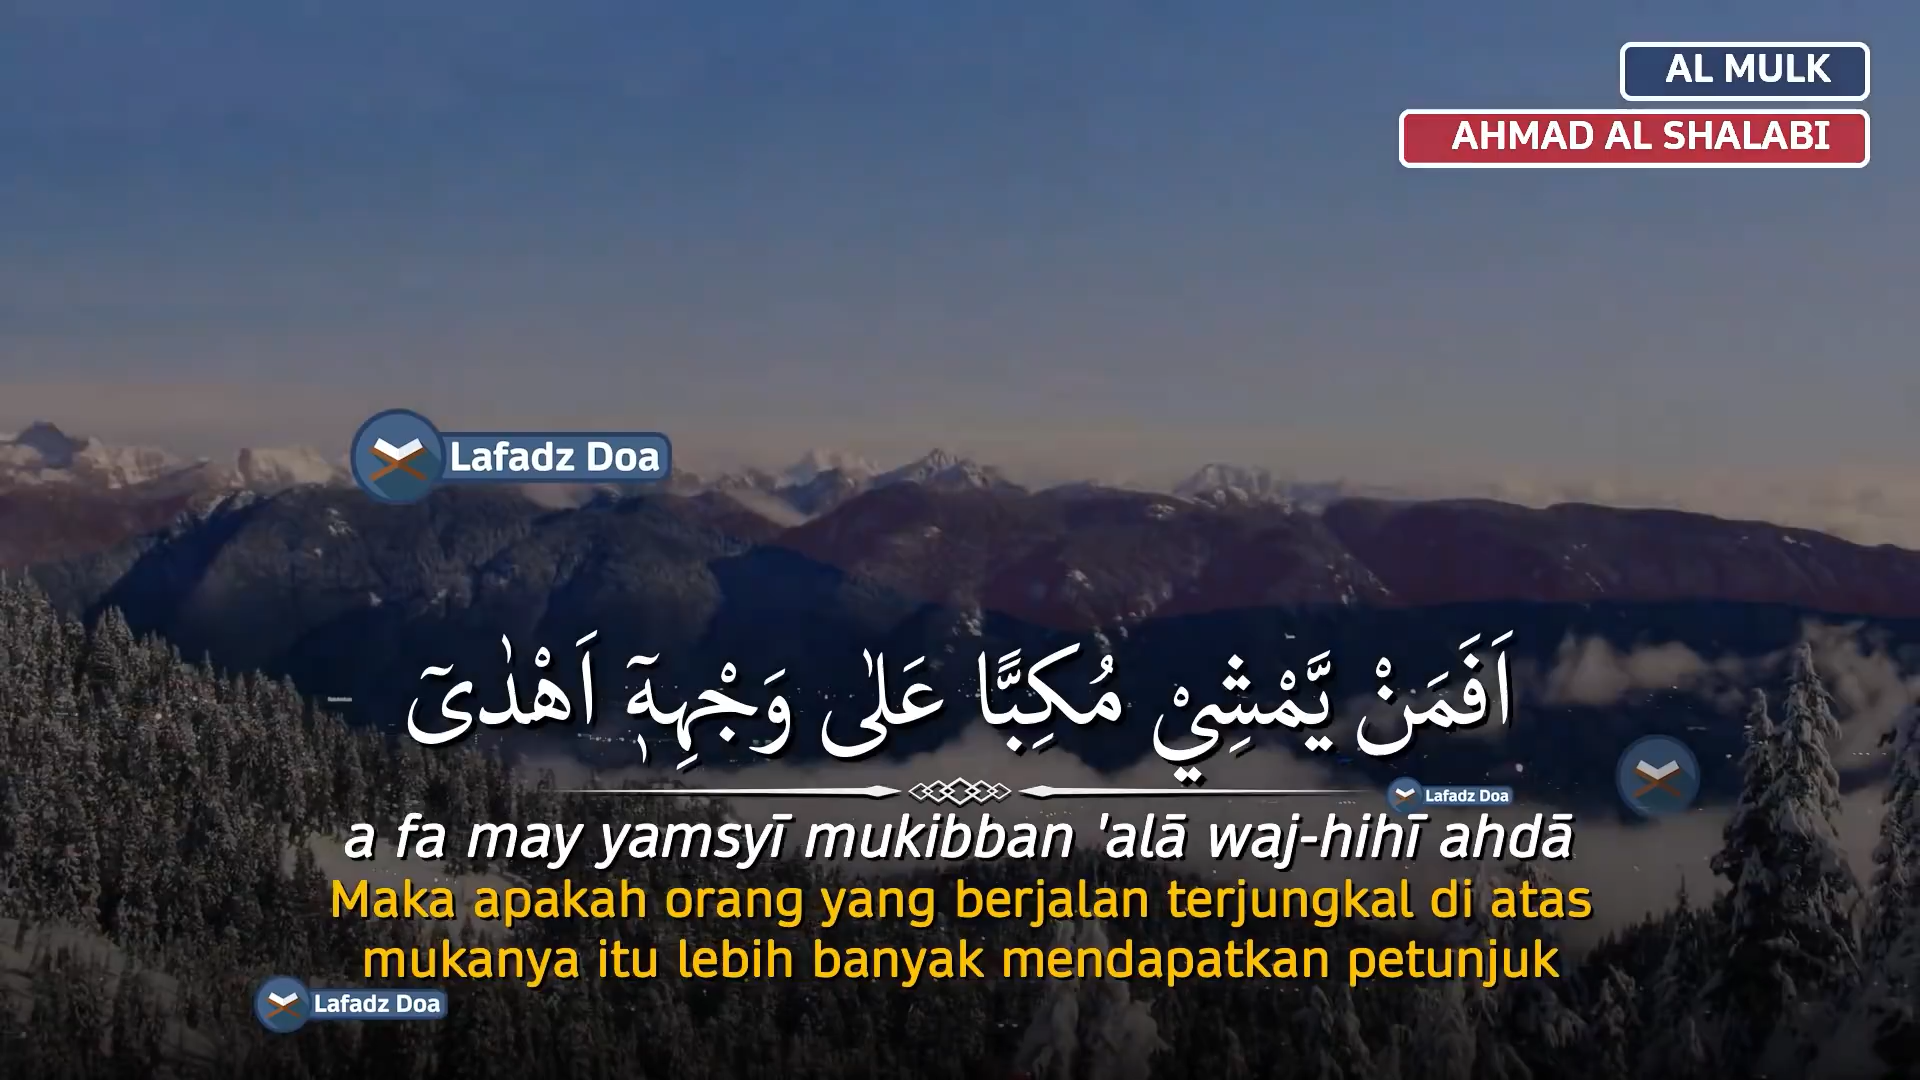 AL MULK
AHMAD AL SHALABI
Lafadz Doa
اَفَمَنْ يَّمْشِيْ مُكِبًّا عَلٰى وَجْهِهٖٓ اَهْدٰىٓ
Lafadz Doa
a fa may yamsyī mukibban 'alā waj-hihī ahdā
Maka apakah orang yang berjalan terjungkal di atas
mukanya itu lebih banyak mendapatkan petunjuk
Lafadz Doa